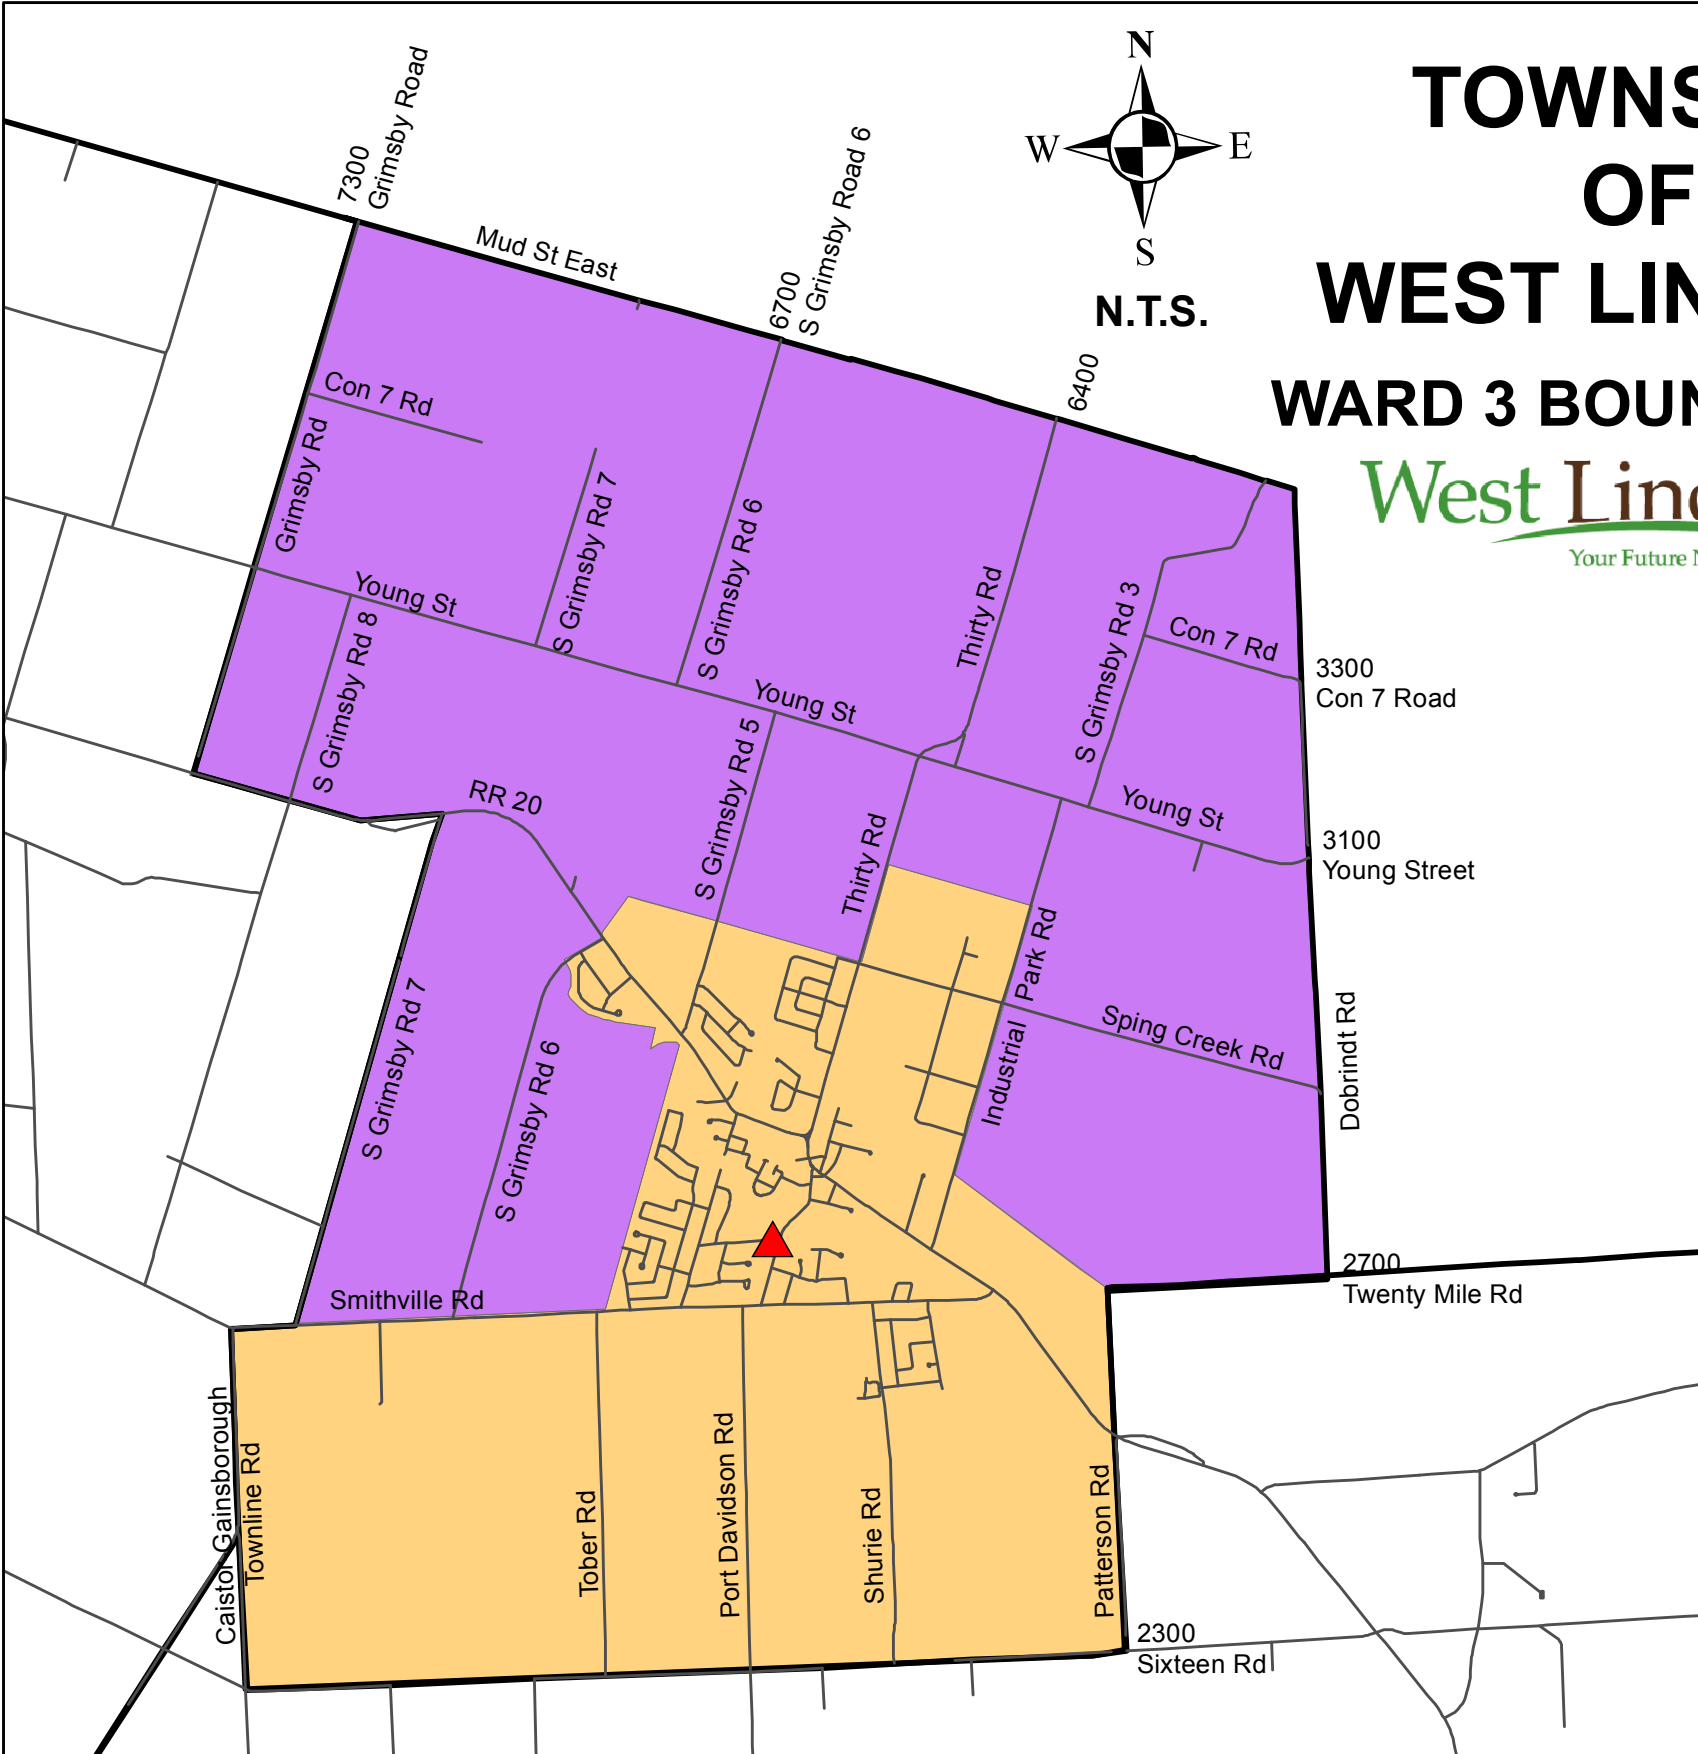 TOWNS
OF
WEST LIN
WARD 3 BOUN
West Linc
Your Future N
N
W
E
S
N.T.S.
7300
Grimsby Road
Mud St East
6700
S Grimsby Road 6
6400
Con 7 Rd
Grimsby Rd
S Grimsby Rd 7
S Grimsby Rd 6
Thirty Rd
S Grimsby Rd 3
Con 7 Rd
3300
Con 7 Road
Young St
S Grimsby Rd 8
Young St
S Grimsby Rd 5
RR 20
Young St
3100
Young Street
Thirty Rd
Park Rd
Industrial
Sping Creek Rd
Dobrindt Rd
S Grimsby Rd 7
S Grimsby Rd 6
2700
Twenty Mile Rd
Smithville Rd
Caistor Gainsborough
Townline Rd
Tober Rd
Port Davidson Rd
Shurie Rd
Patterson Rd
2300
Sixteen Rd